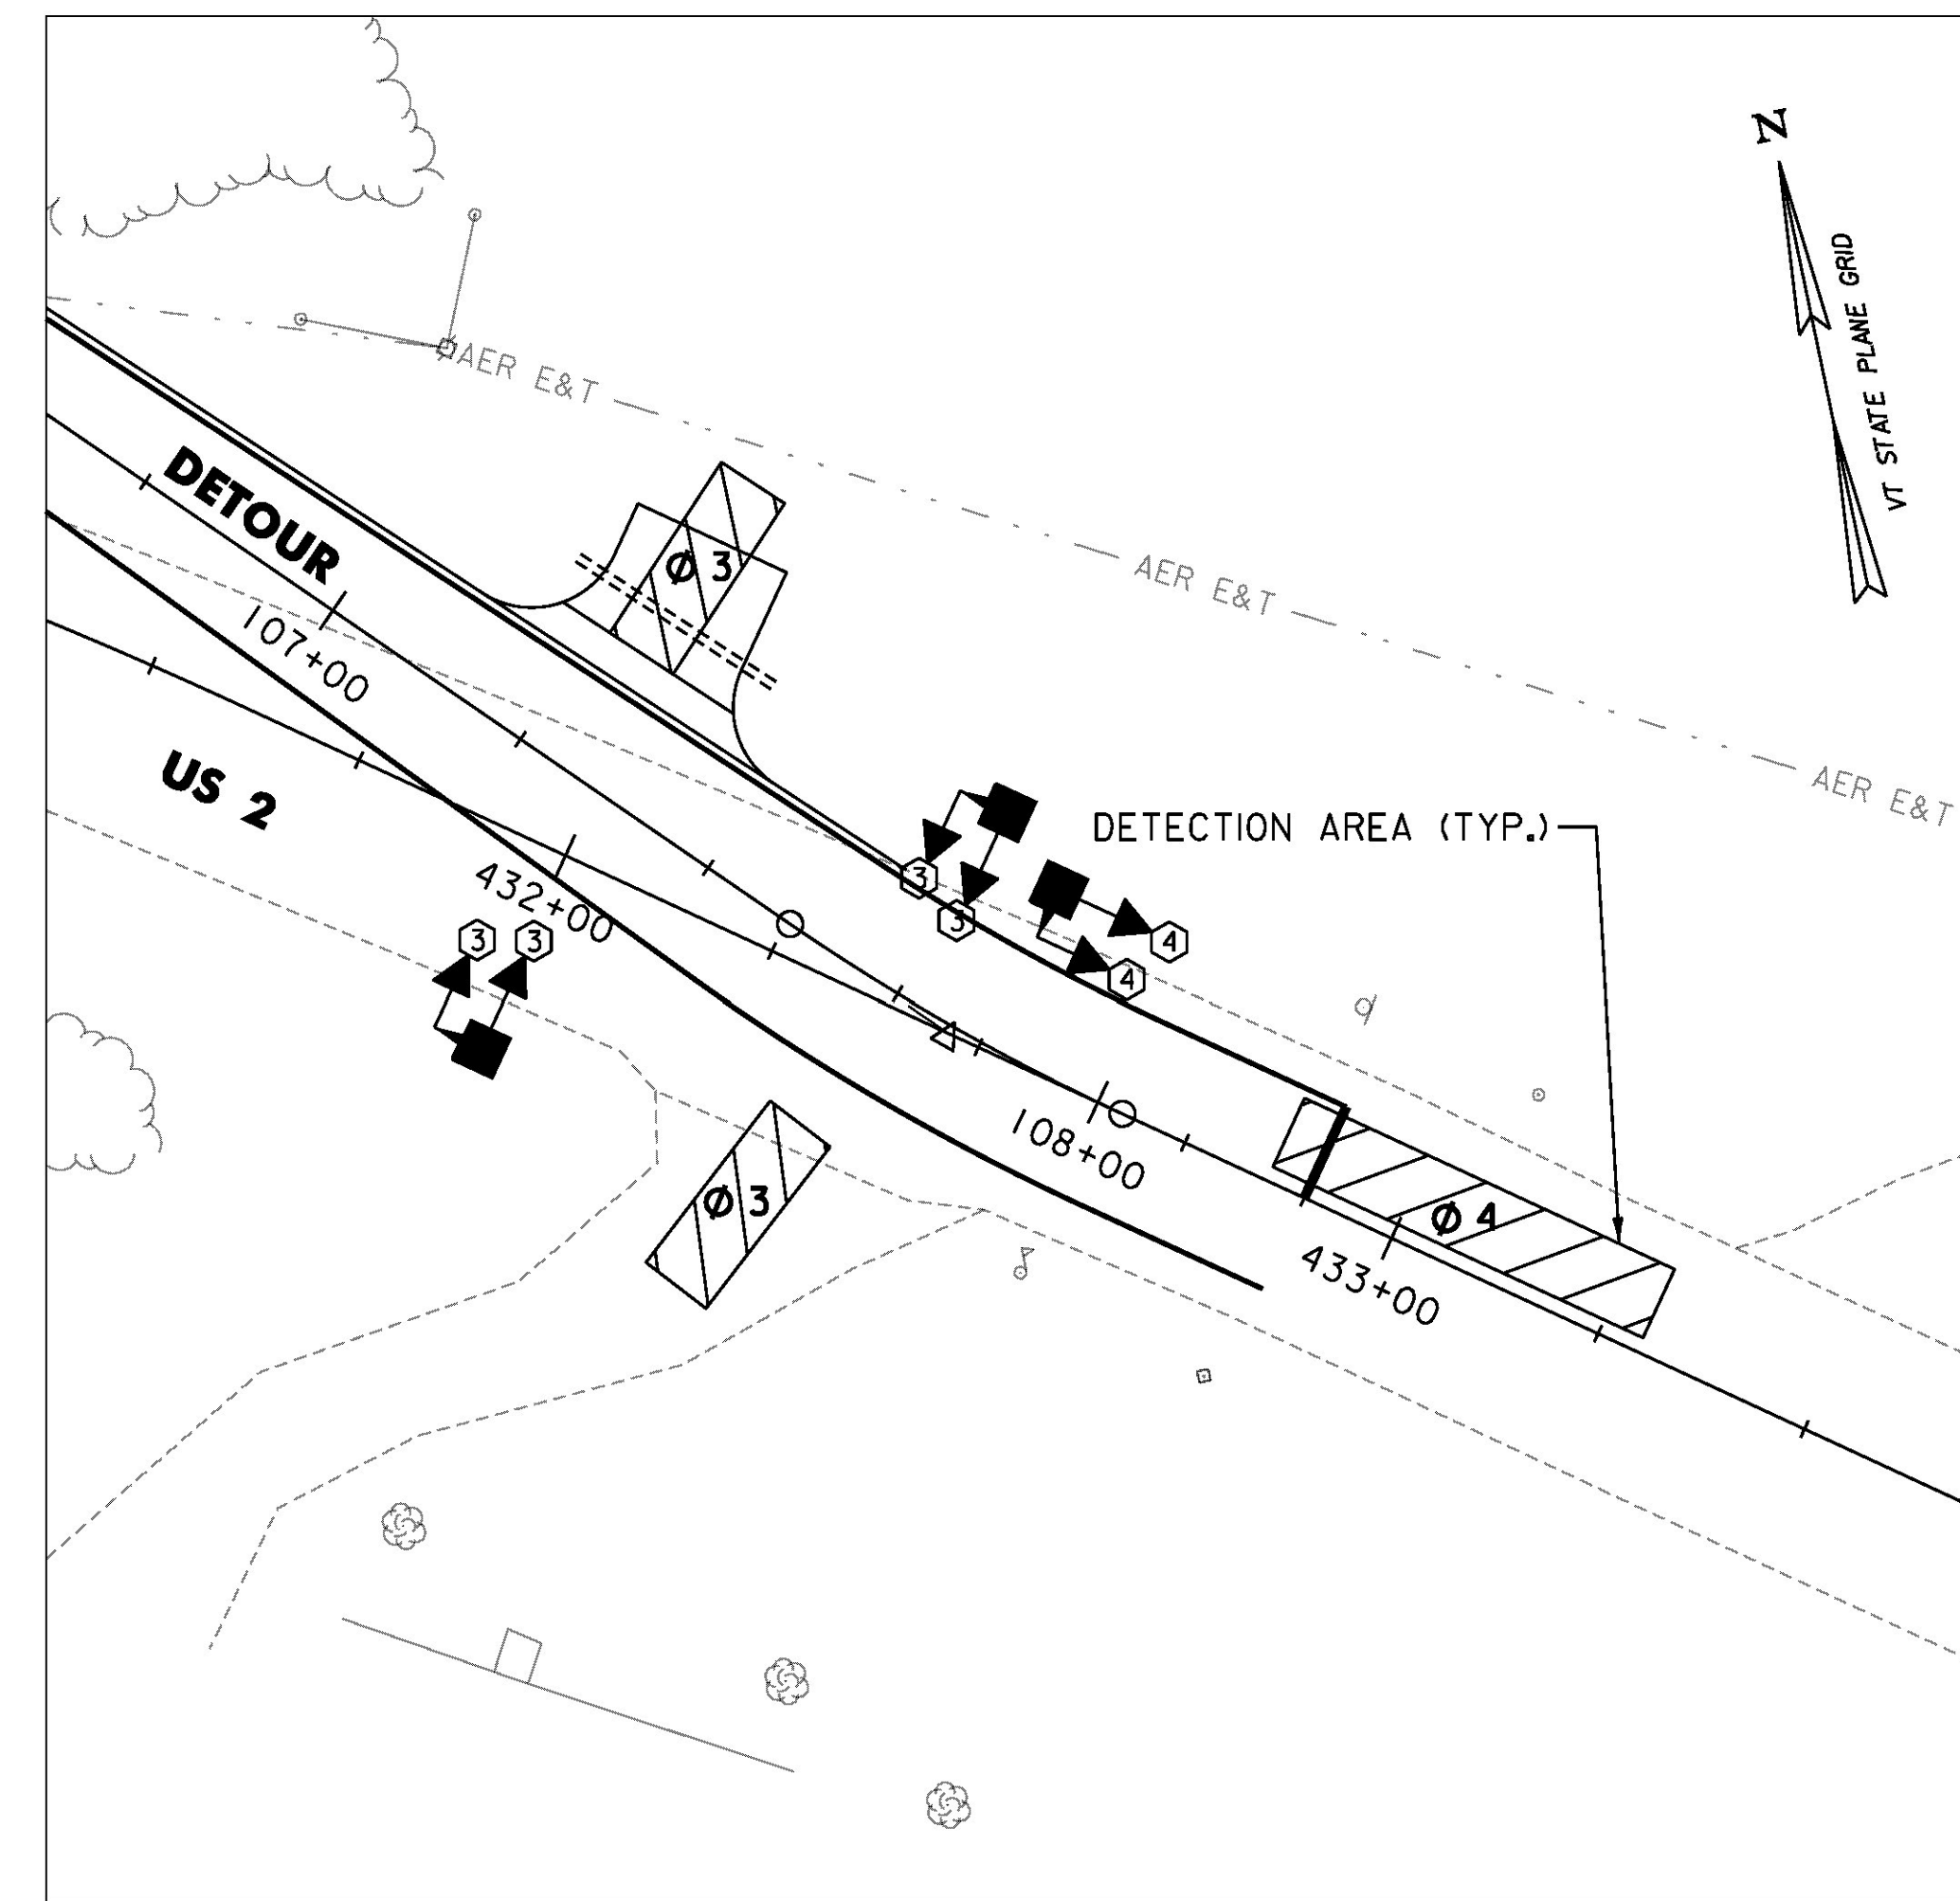 N
VT STATE PLANE GRID
AER E&T
DETOUR
AER E&T
Φ 3
107+00
AER E&T
US 2
DETECTION AREA (TYP.)
3
3
432+00
3 3
4
4
108+00
Φ 3
Φ 4
433+00